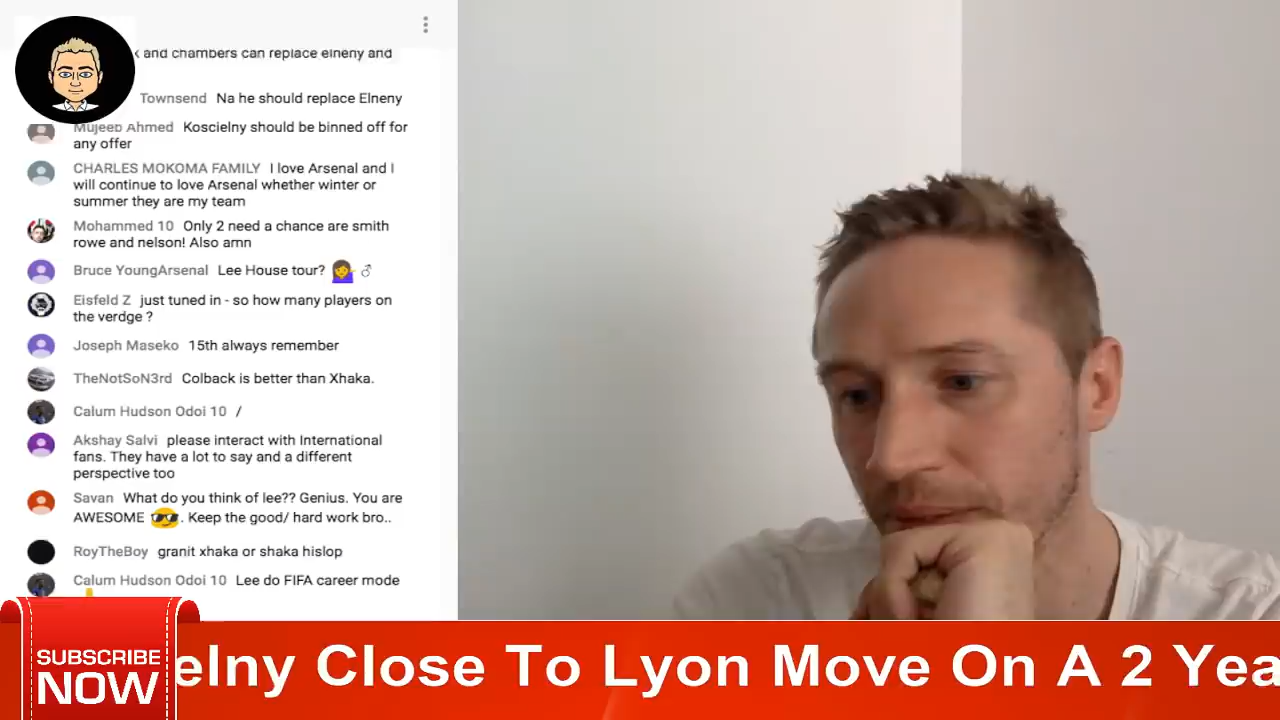 and chambers can replace elneny and
Townsend Na he should replace Elneny
Mujeeb Ahmed Koscielny should be binned off for
any offer
CHARLES MOKOMA FAMILY I love Arsenal and I
will continue to love Arsenal whether winter or
summer they are my team
Mohammed 10 Only 2 need a chance are smith
rowe and nelson! Also amn
Bruce YoungArsenal Lee House tour? 💁‍♂
Eisfeld Z just tuned in - so how many players on
the verdge ?
Joseph Maseko 15th always remember
TheNotSoN3rd Colback is better than Xhaka.
Calum Hudson Odoi 10 /
Akshay Salvi please interact with International
fans. They have a lot to say and a different
perspective too
Savan What do you think of lee?? Genius. You are
AWESOME 😎. Keep the good/ hard work bro..
RoyTheBoy granit xhaka or shaka hislop
Calum Hudson Odoi 10 Lee do FIFA career mode
SUBSCRIBE
NOW
elny Close To Lyon Move On A 2 Yea